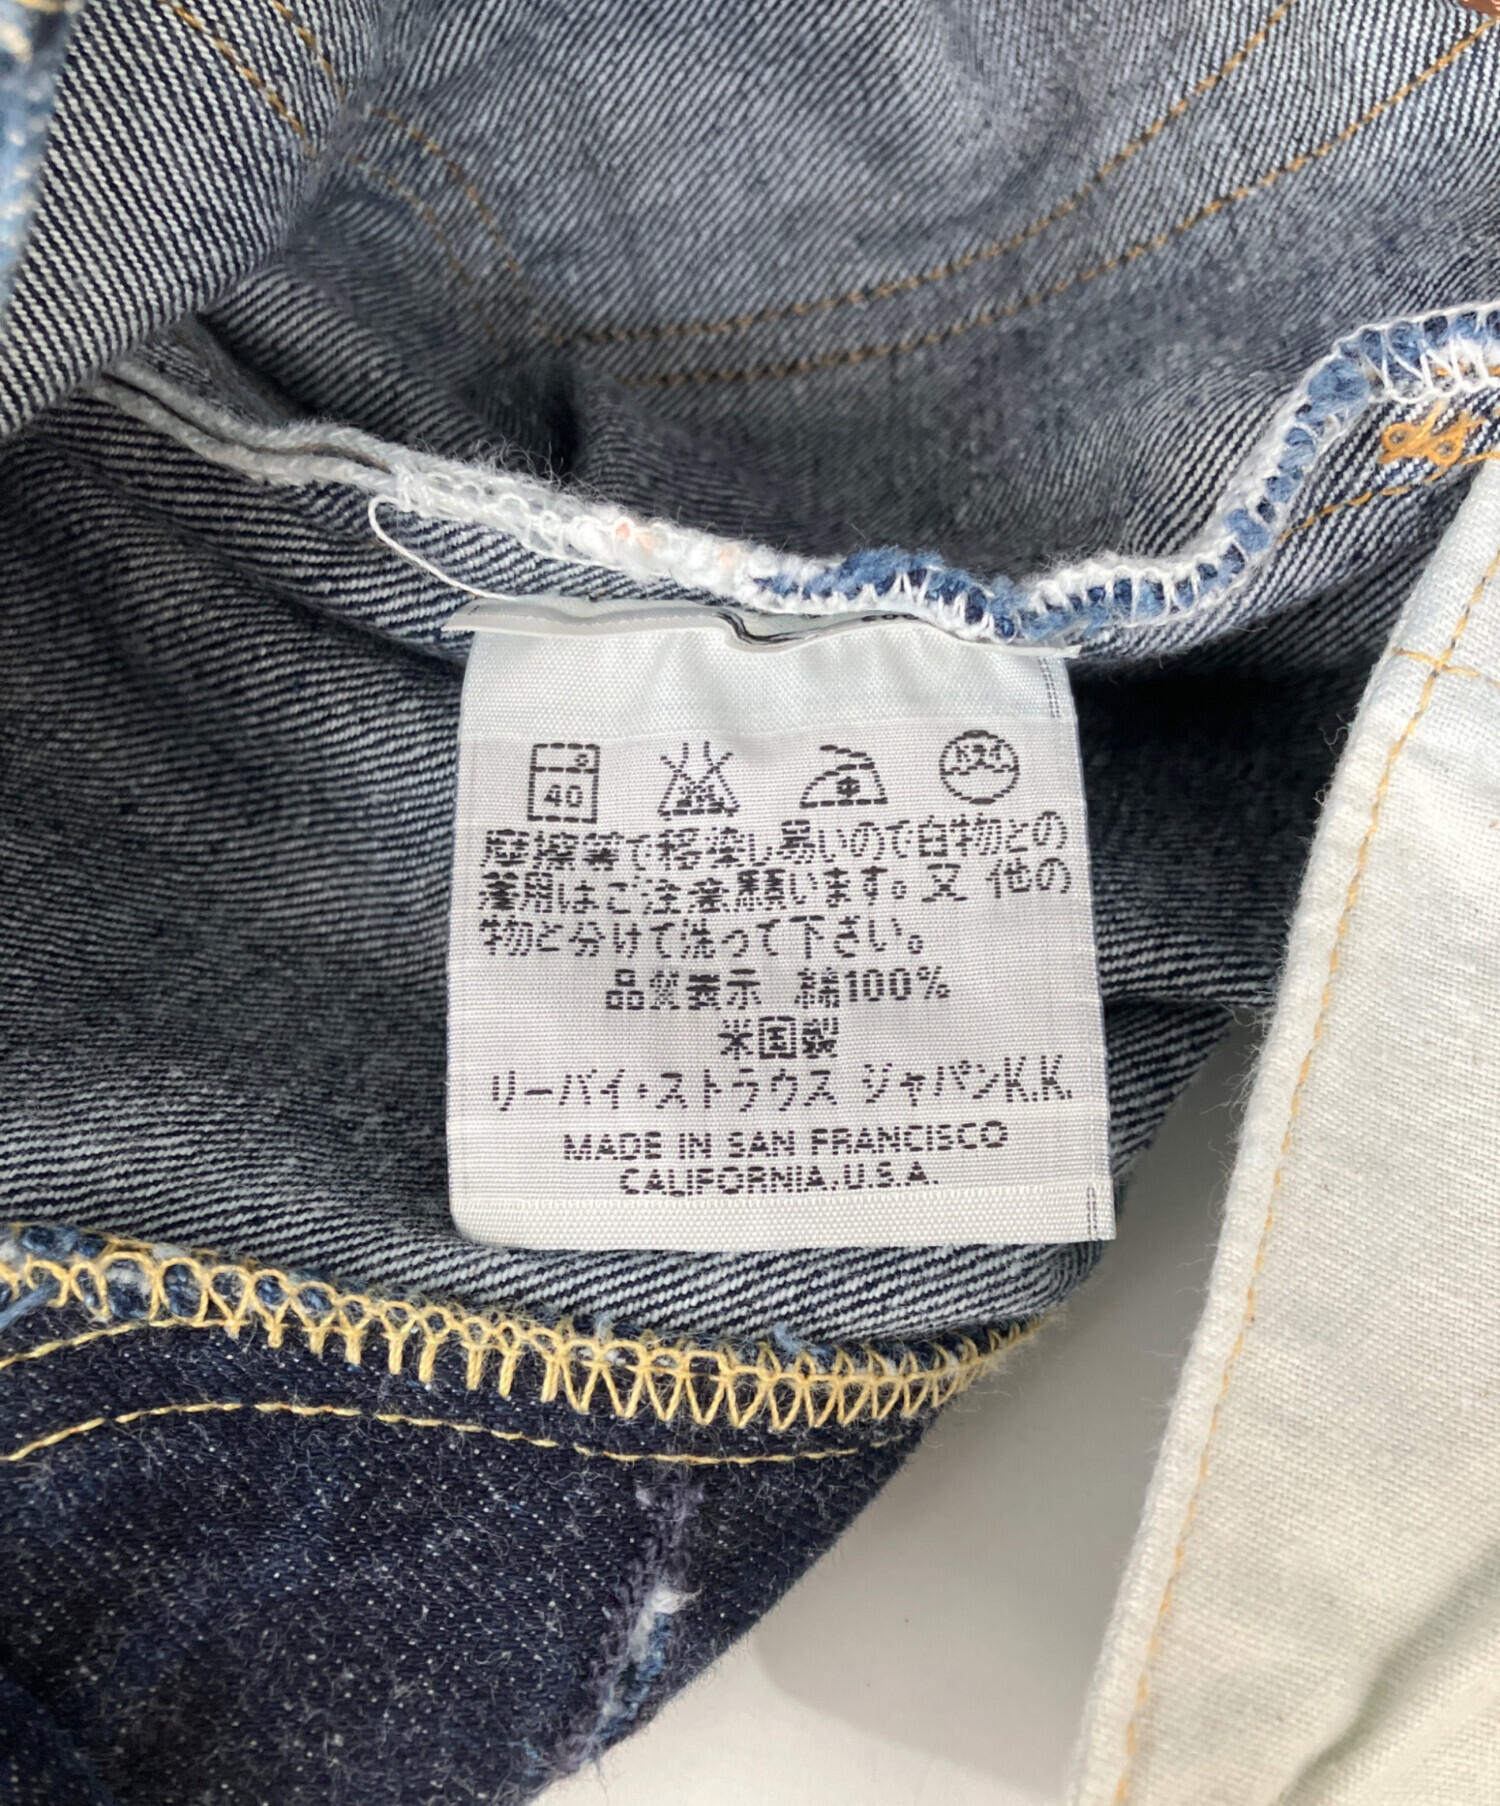 40
ドライ
摩擦等で移染し易いので白物との
着用はご注意願います。又 他の
物と分けて洗って下さい。
品質表示 綿100%
米国製
リーバイ・ストラウス ジャパンK.K.
MADE IN SAN FRANCISCO
CALIFORNIA.U.S.A.